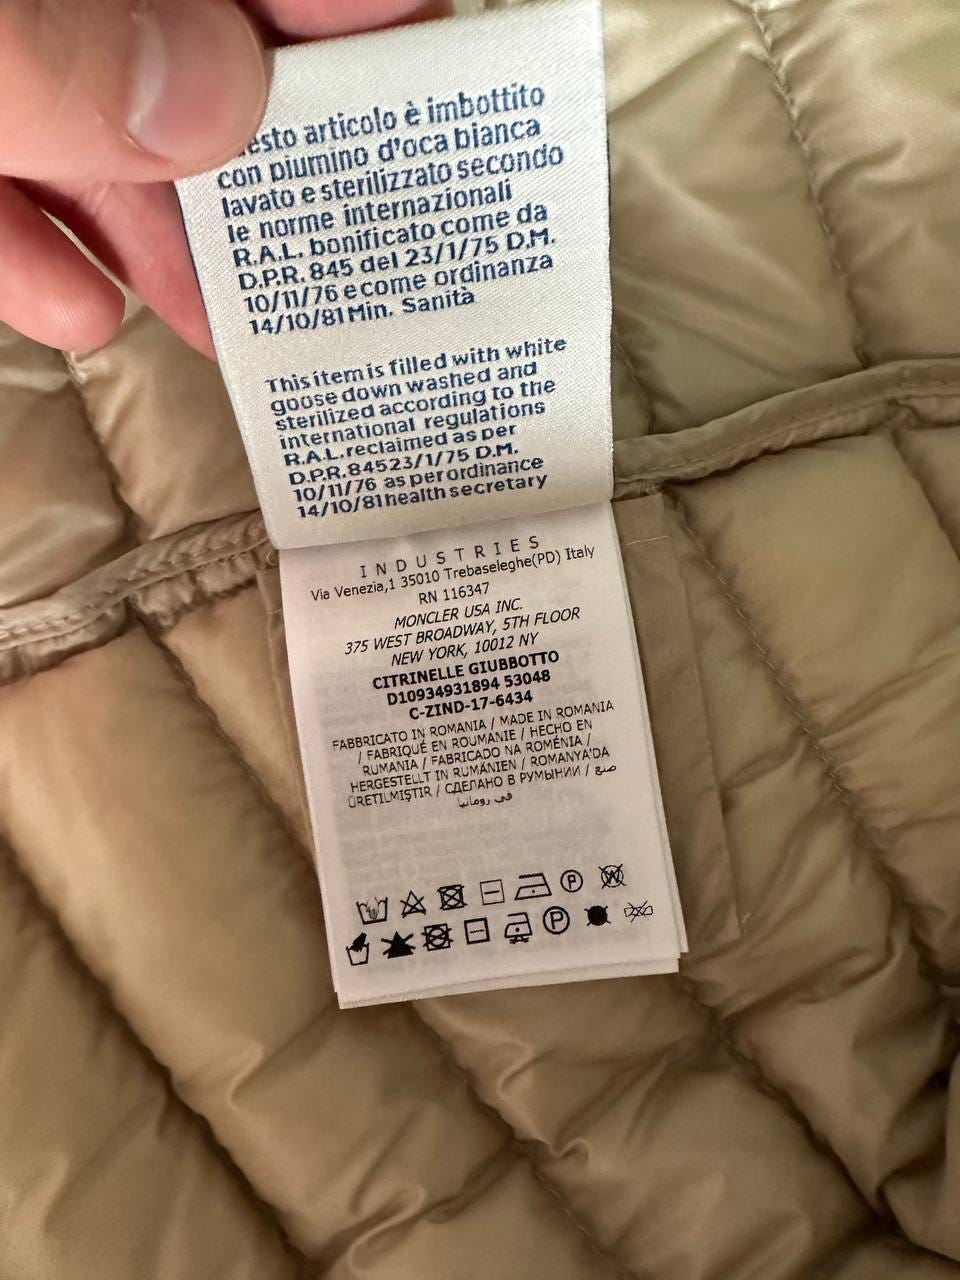 esto articolo è imbottito
con piumino d'oca bianca
lavato e sterilizzato secondo
le norme internazionali
R.A.L. bonificato come da
D.P.R. 845 del 23/1/75 D.M.
10/11/76 e come ordinanza
14/10/81 Min. Sanità
This item is filled with white
goose down washed and
sterilized according to the
international regulations
R.A.L. reclaimed as per
D.P.R. 84523/1/75 D.M.
10/11/76 as per ordinance
14/10/81 health secretary
INDUSTRIES
Via Venezia,1 35010 Trebaseleghe(PD) Italy
RN 116347
MONCLER USA INC.
375 WEST BROADWAY, 5TH FLOOR
NEW YORK, 10012 NY
CITRINELLE GIUBBOTTO
D10934931894 53048
C-ZIND-17-6434
FABBRICATO IN ROMANIA / MADE IN ROMANIA
/ FABRIQUÉ EN ROUMANIE / HECHO EN
RUMANIA / FABRICADO NA ROMÉNIA /
HERGESTELLT IN RUMÄNIEN / ROMANYA'DA
ÜRETILMIŞTIR / СДЕЛАНО В РУМЫНИИ / صنع
في رومانيا
P W
P